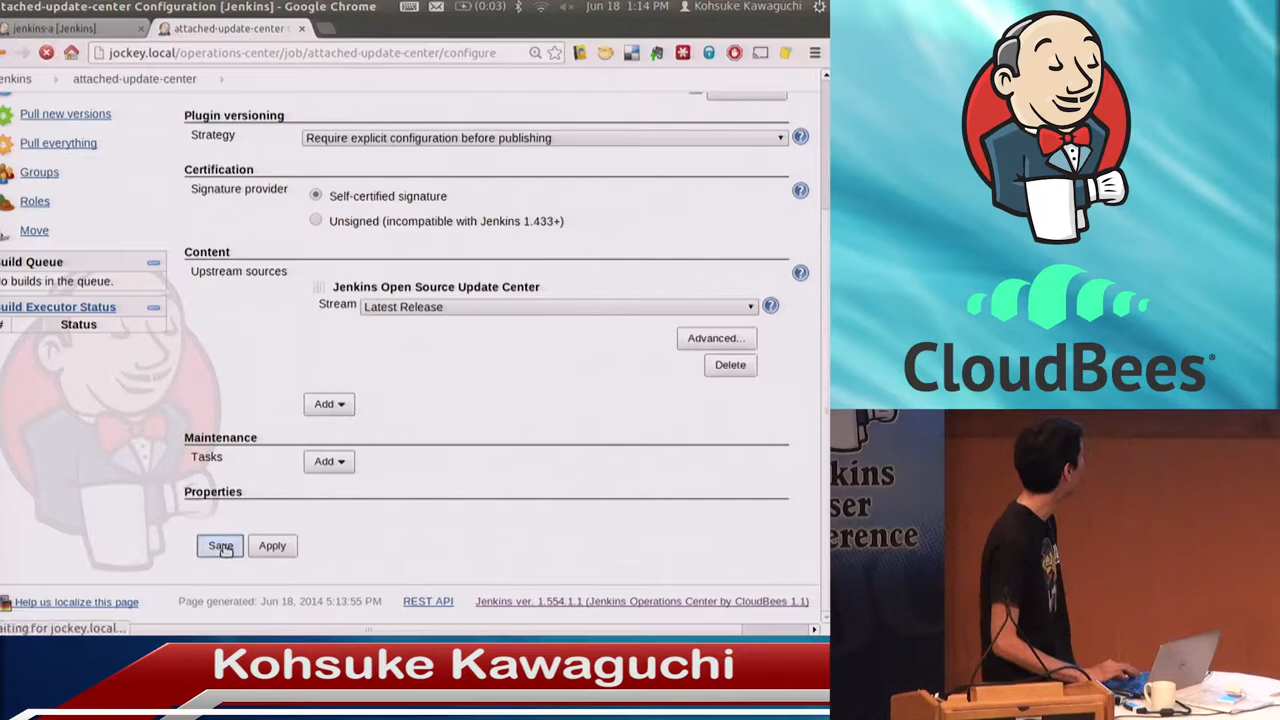 ttached-update-center Configuration [Jenkins] - Google Chrome
(0:03)
Jun 18 1:14 PM
Kohsuke Kawaguchi
jenkins-a [Jenkins]
attached-update-center
jockey.local/operations-center/job/attached-update-center/configure
enkins
attached-update-center
Pull new versions
Pull everything
Groups
Roles
Move
uild Queue
o builds in the queue.
uild Executor Status
#
Status
Plugin versioning
Strategy
Require explicit configuration before publishing
Certification
Signature provider
Self-certified signature
Unsigned (incompatible with Jenkins 1.433+)
Content
Upstream sources
Jenkins Open Source Update Center
Stream
Latest Release
Advanced...
Delete
Add
Maintenance
Tasks
Add
Properties
Save
Apply
Help us localize this page
Page generated: Jun 18, 2014 5:13:55 PM
REST API
Jenkins ver. 1.554.1.1 (Jenkins Operations Center by CloudBees 1.1)
aiting for jockey.local...
Kohsuke Kawaguchi
CloudBees
kins
ser
erence